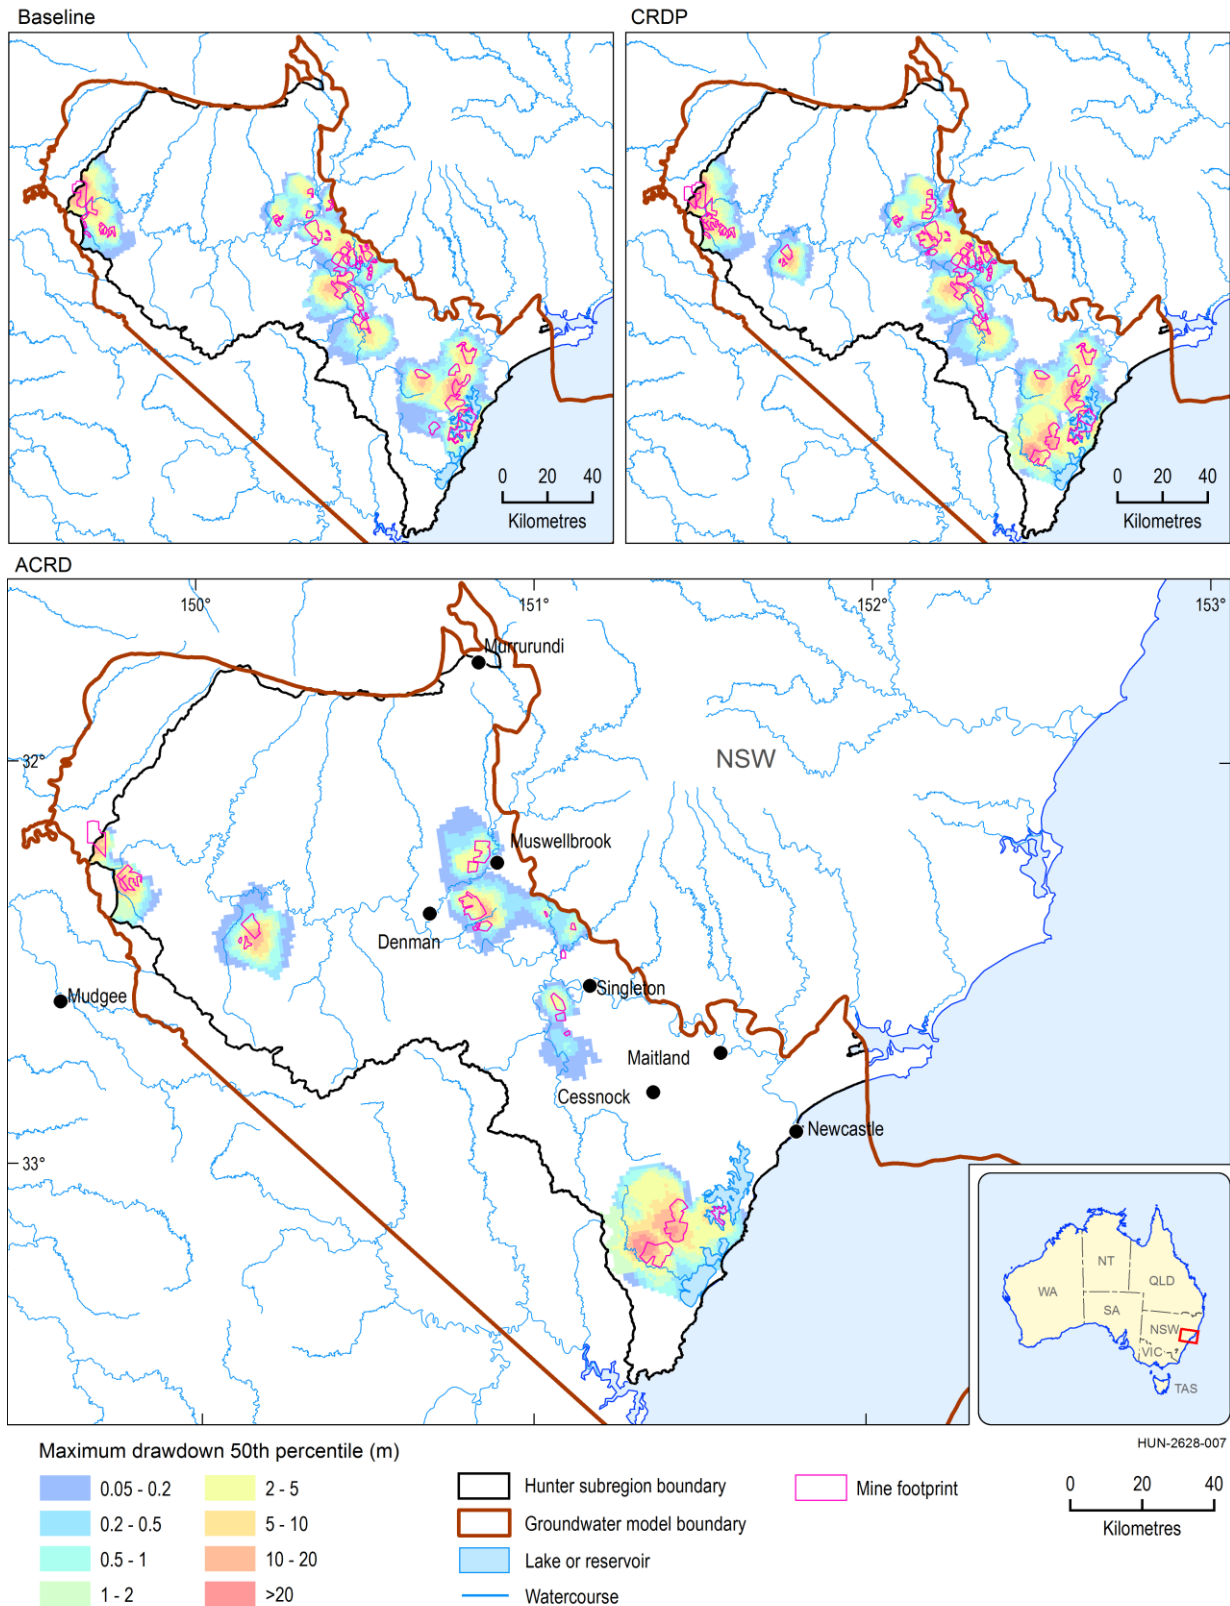 Baseline
CRDP
0 20 40
Kilometres
0 20 40
Kilometres
ACRD
150°
151°
152°
153°
Murrurundi
32°
NSW
Muswellbrook
Denman
Mudgee
Singleton
Maitland
Cessnock
Newcastle
33°
NT
WA
QLD
SA
NSW
VIC
TAS
HUN-2628-007
Maximum drawdown 50th percentile (m)
0.05 - 0.2
0.2 - 0.5
0.5 - 1
1 - 2
2 - 5
5 - 10
10 - 20
>20
Hunter subregion boundary
Groundwater model boundary
Lake or reservoir
Watercourse
Mine footprint
0 20 40
Kilometres